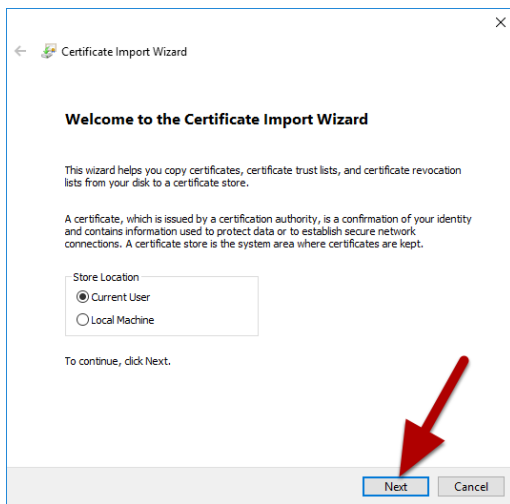 Certificate Import Wizard
Welcome to the Certificate Import Wizard
This wizard helps you copy certificates, certificate trust lists, and certificate revocation
lists from your disk to a certificate store.
A certificate, which is issued by a certification authority, is a confirmation of your identity
and contains information used to protect data or to establish secure network
connections. A certificate store is the system area where certificates are kept.
Store Location
Current User
Local Machine
To continue, click Next.
Next
Cancel